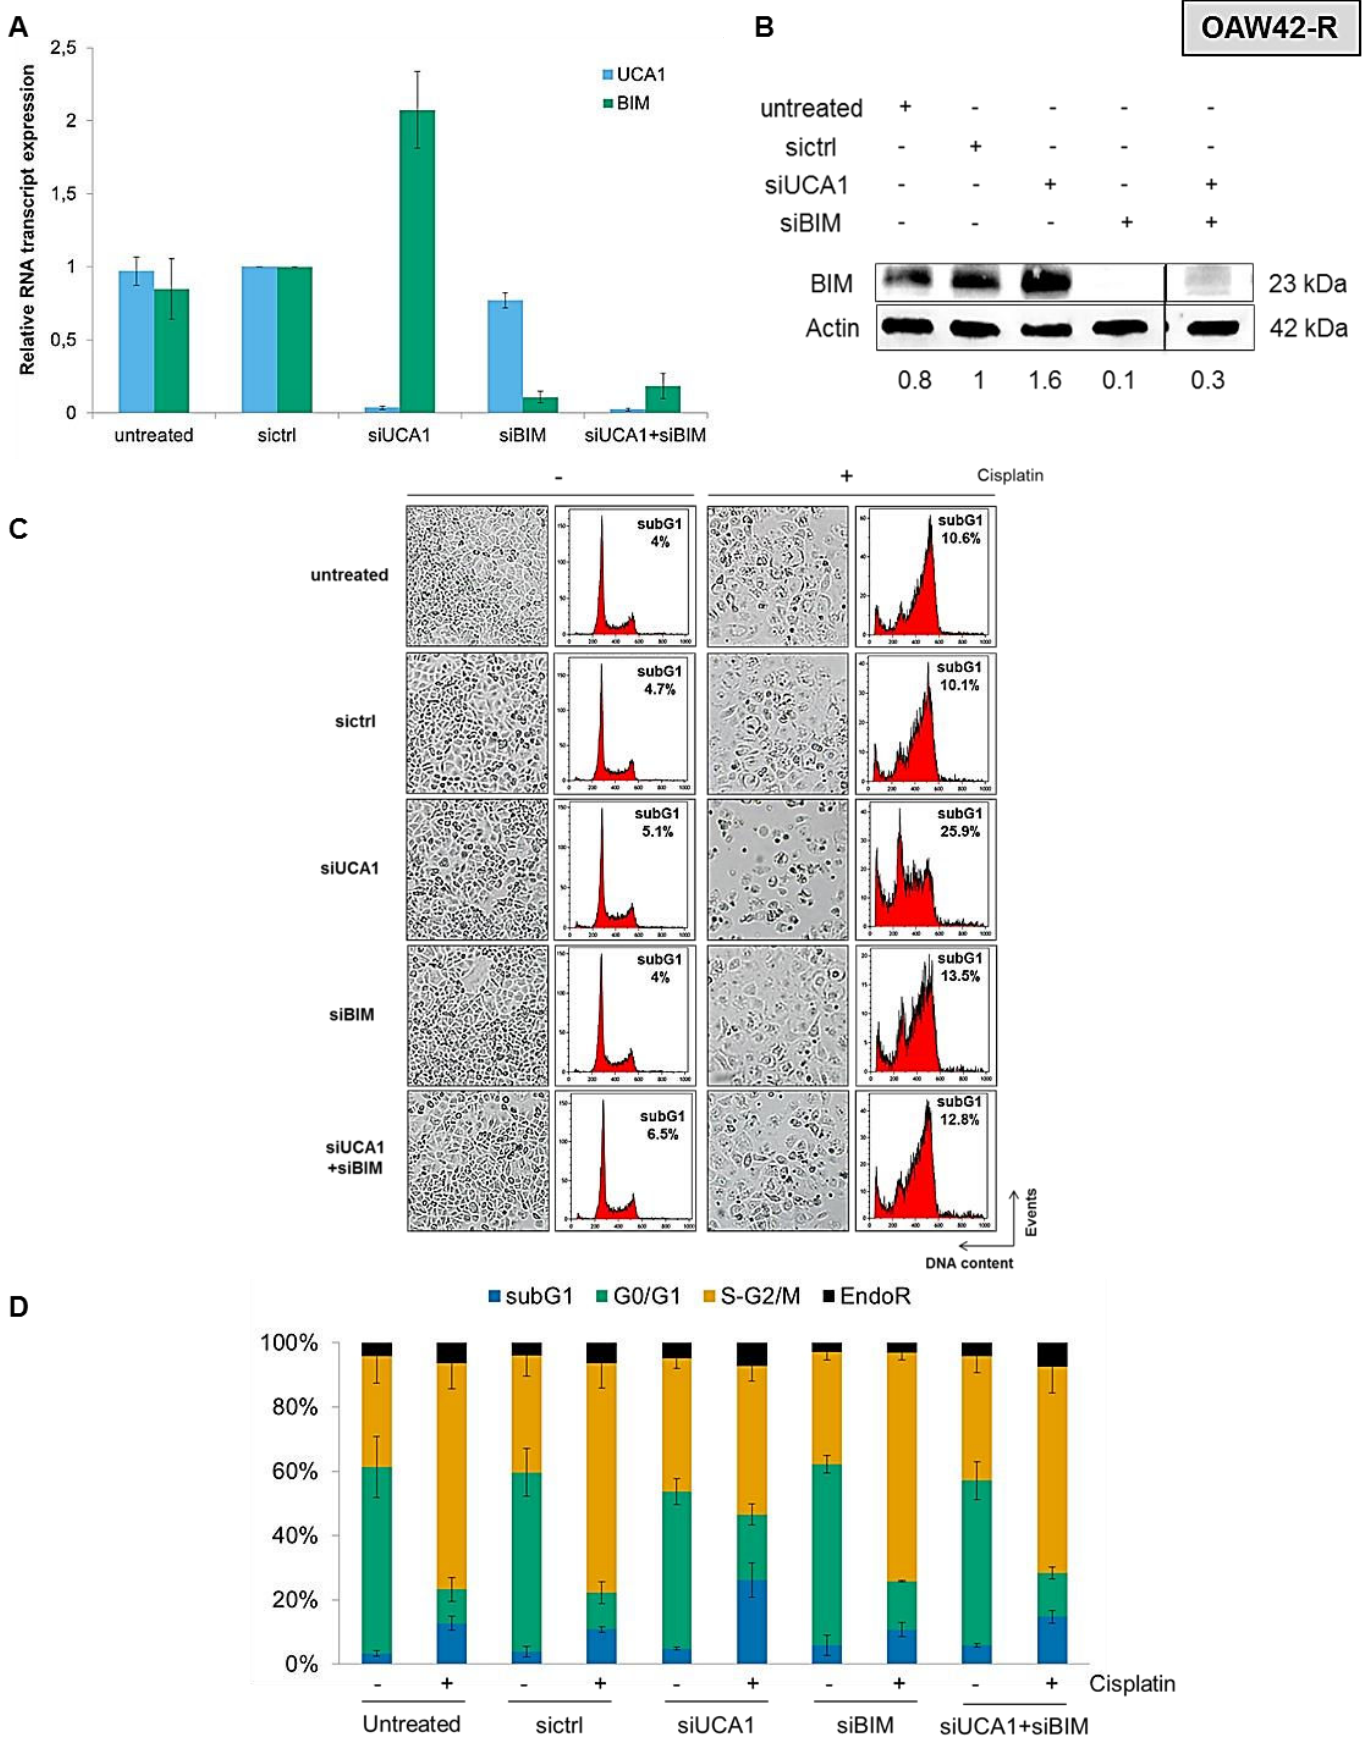 A
B
OAW42-R
2,5
2
1,5
1
0,5
0
Relative RNA transcript expression
UCA1
BIM
untreated
sictrl
siUCA1
siBIM
siUCA1+siBIM
untreated + - - - -
sictrl - + - - -
siUCA1 - - + - +
siBIM - - - + +
BIM 23 kDa
Actin 42 kDa
0.8 1 1.6 0.1 0.3
C
- + Cisplatin
untreated
subG1
4%
subG1
10.6%
sictrl
subG1
4.7%
subG1
10.1%
siUCA1
subG1
5.1%
subG1
25.9%
siBIM
subG1
4%
subG1
13.5%
siUCA1
+siBIM
subG1
6.5%
subG1
12.8%
Events
DNA content
D
subG1 G0/G1 S-G2/M EndoR
100%
80%
60%
40%
20%
0%
- + - + - + - + - + Cisplatin
Untreated sictrl siUCA1 siBIM siUCA1+siBIM